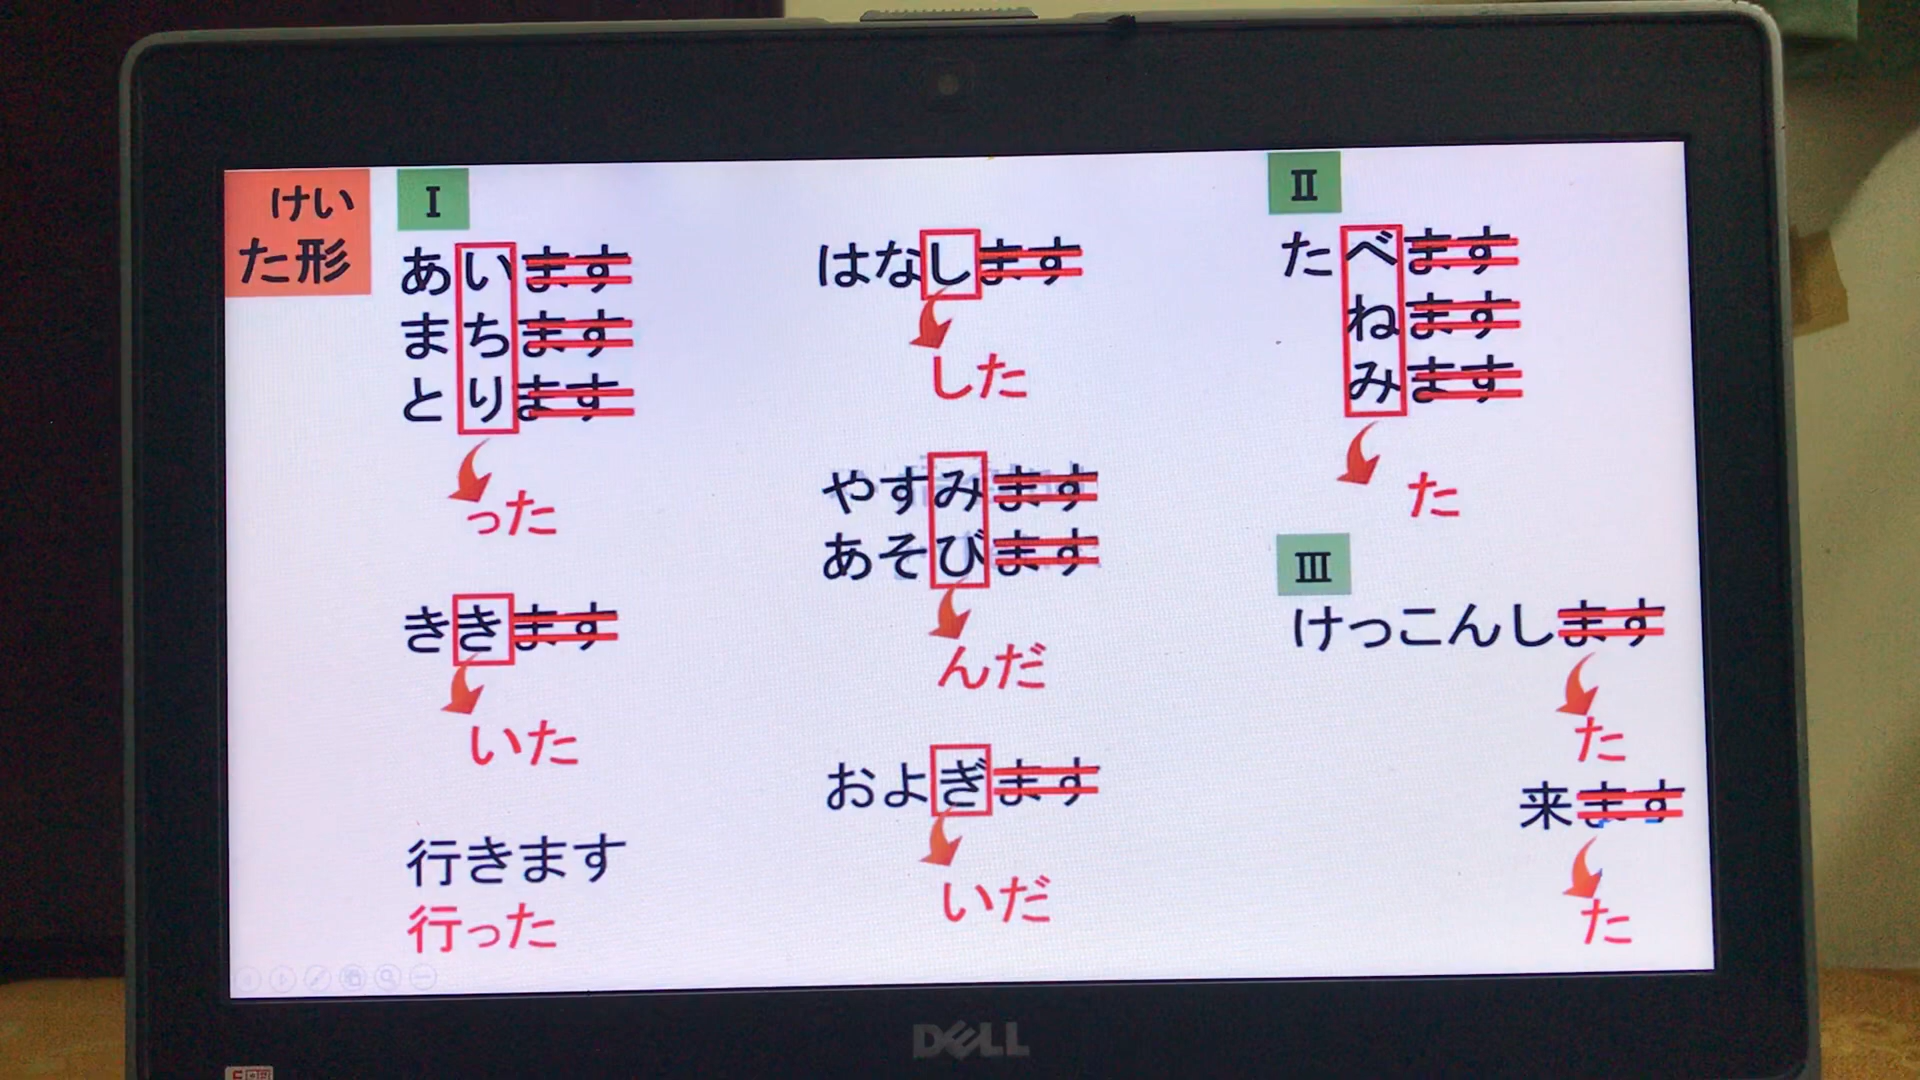 けい
た形
Ⅰ
あいます
まちます
とります
った
ききます
いた
行きます
行った
はなします
した
やすみます
あそびます
んだ
およぎます
いだ
Ⅱ
たべます
ねます
みます
た
Ⅲ
けっこんします
た
来ます
た
DELL